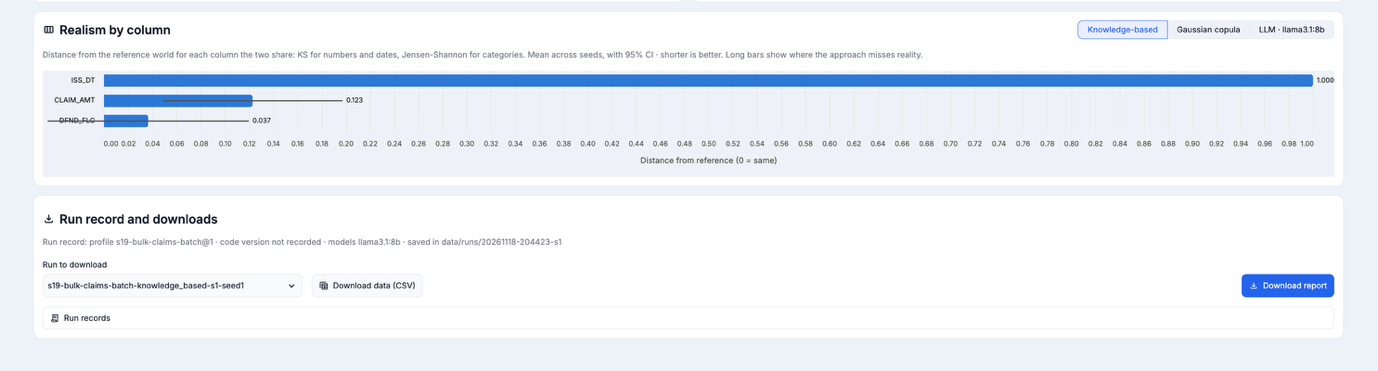 Realism by column
Knowledge-based Gaussian copula LLM · llama3.1:8b
Distance from the reference world for each column the two share: KS for numbers and dates, Jensen-Shannon for categories. Mean across seeds, with 95% CI · shorter is better. Long bars show where the approach misses reality.
ISS_DT 1.000
CLAIM_AMT 0.123
DFND_FLG 0.037
0.00 0.02 0.04 0.06 0.08 0.10 0.12 0.14 0.16 0.18 0.20 0.22 0.24 0.26 0.28 0.30 0.32 0.34 0.36 0.38 0.40 0.42 0.44 0.46 0.48 0.50 0.52 0.54 0.56 0.58 0.60 0.62 0.64 0.66 0.68 0.70 0.72 0.74 0.76 0.78 0.80 0.82 0.84 0.86 0.88 0.90 0.92 0.94 0.96 0.98 1.00
Distance from reference (0 = same)
Run record and downloads
Run record: profile s19-bulk-claims-batch@1 · code version not recorded · models llama3.1:8b · saved in data/runs/20261118-204423-s1
Run to download
s19-bulk-claims-batch-knowledge_based-s1-seed1 Download data (CSV) Download report
Run records